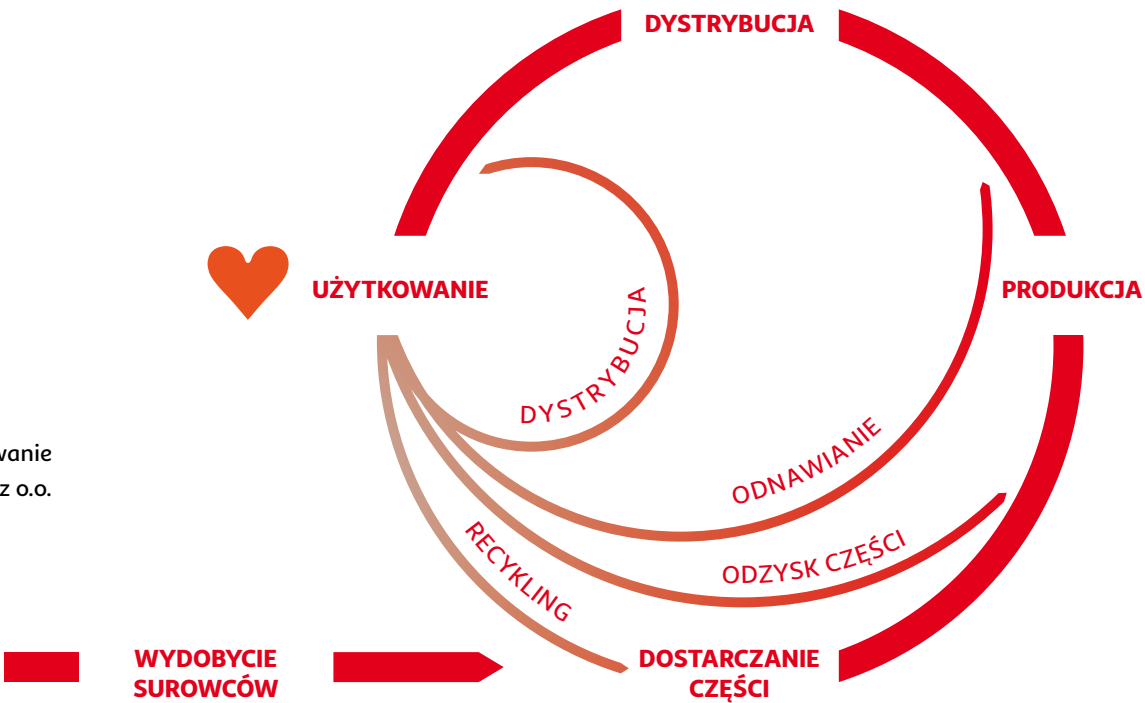 DYSTRYBUCJA
UŻYTKOWANIE
PRODUKCJA
DYSTRYBUCJA
ODNAWIANIE
wanie
z o.o.
RECYKLING
ODZYSK CZĘŚCI
WYDOBYCIE
SUROWCÓW
DOSTARCZANIE
CZĘŚCI